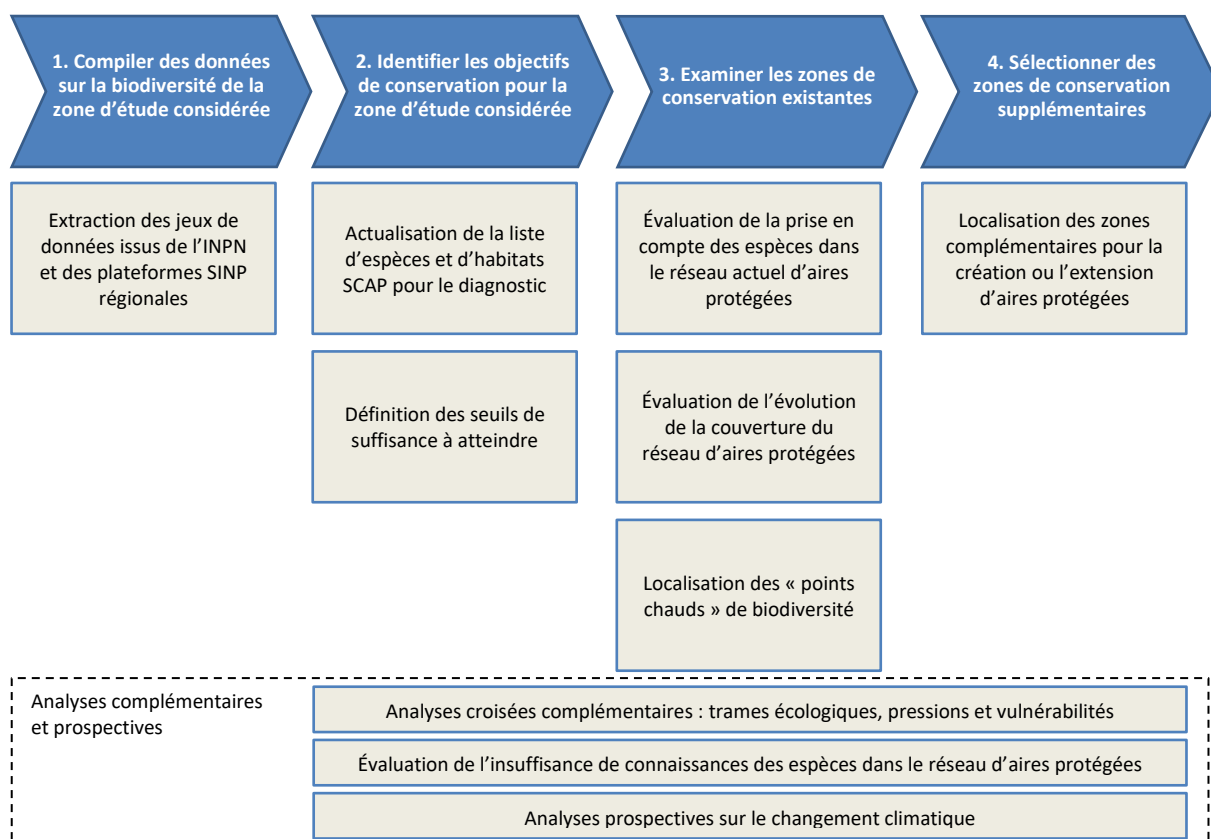 1. Compiler des données
sur la biodiversité de la
zone d'étude considérée
2. Identifier les objectifs
de conservation pour la
zone d'étude considérée
3. Examiner les zones de
conservation existantes
4. Sélectionner des
zones de conservation
supplémentaires
Extraction des jeux de
données issus de l'INPN
et des plateformes SINP
régionales
Actualisation de la liste
d'espèces et d'habitats
SCAP pour le diagnostic
Définition des seuils de
suffisance à atteindre
Évaluation de la prise en
compte des espèces dans
le réseau actuel d'aires
protégées
Évaluation de l'évolution
de la couverture du
réseau d'aires protégées
Localisation des « points
chauds » de biodiversité
Localisation des zones
complémentaires pour la
création ou l'extension
d'aires protégées
Analyses complémentaires
et prospectives
Analyses croisées complémentaires : trames écologiques, pressions et vulnérabilités
Évaluation de l'insuffisance de connaissances des espèces dans le réseau d'aires protégées
Analyses prospectives sur le changement climatique